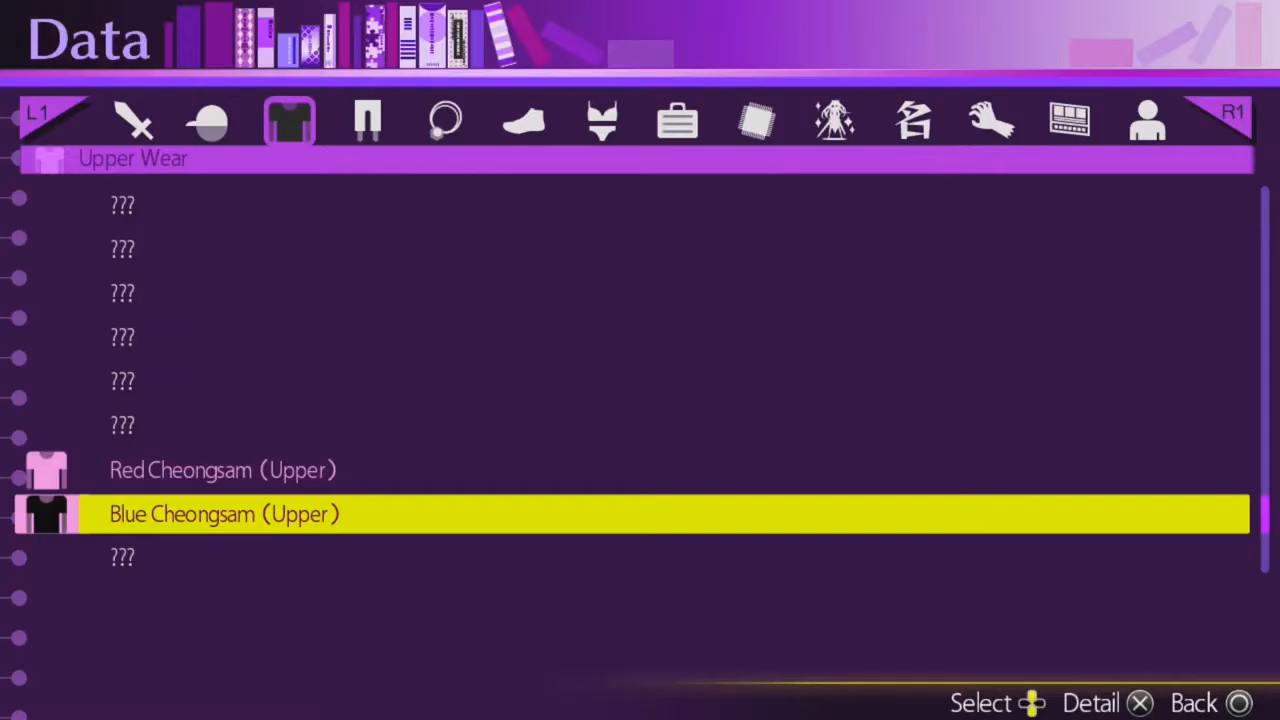 Data
L1
R1
Upper Wear
???
???
???
???
???
???
Red Cheongsam (Upper)
Blue Cheongsam (Upper)
???
Select Detail Back